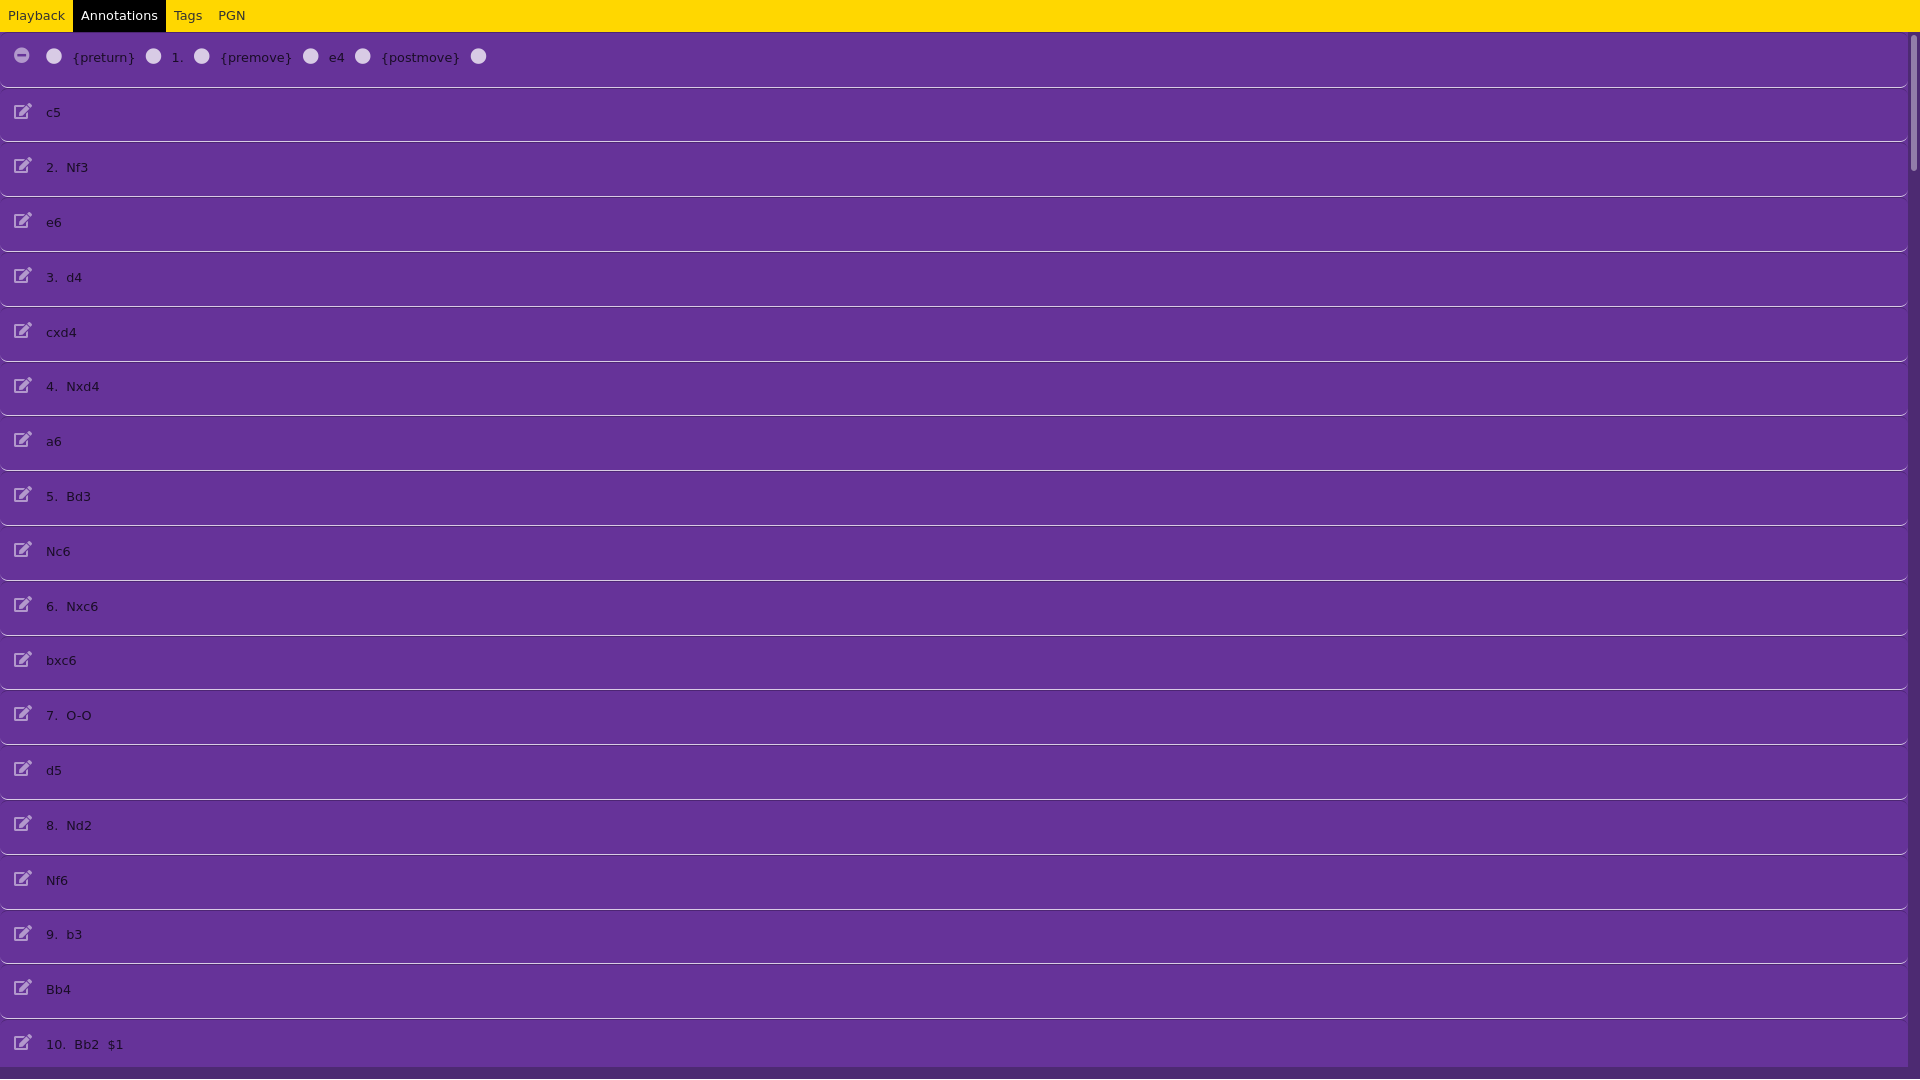 Playback Annotations Tags PGN
{preturn} 1. {premove} e4 {postmove}
c5
2. Nf3
e6
3. d4
cxd4
4. Nxd4
a6
5. Bd3
Nc6
6. Nxc6
bxc6
7. O-O
d5
8. Nd2
Nf6
9. b3
Bb4
10. Bb2 $1